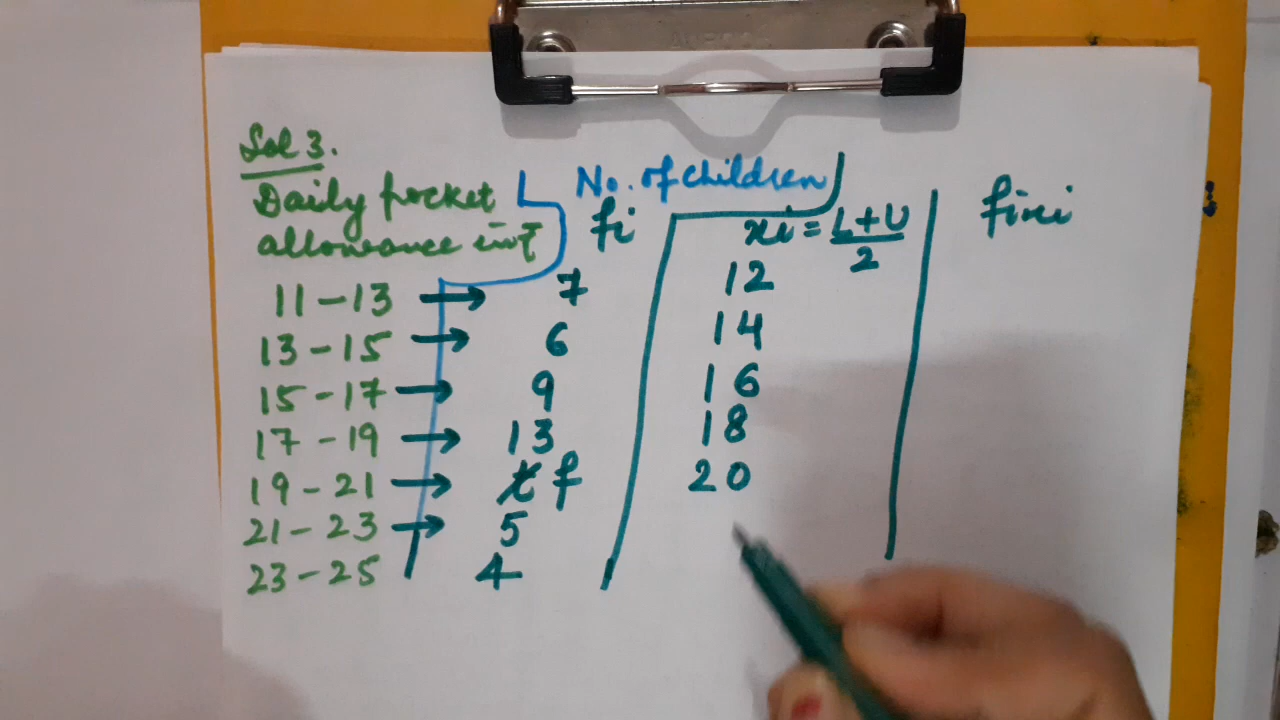 Sol 3.
Daily pocket allowance in ₹ No. of children fi xi = L+U/2 fixi
11-13 → 7 12
13-15 → 6 14
15-17 → 9 16
17-19 → 13 18
19-21 → f 20
21-23 → 5
23-25 4